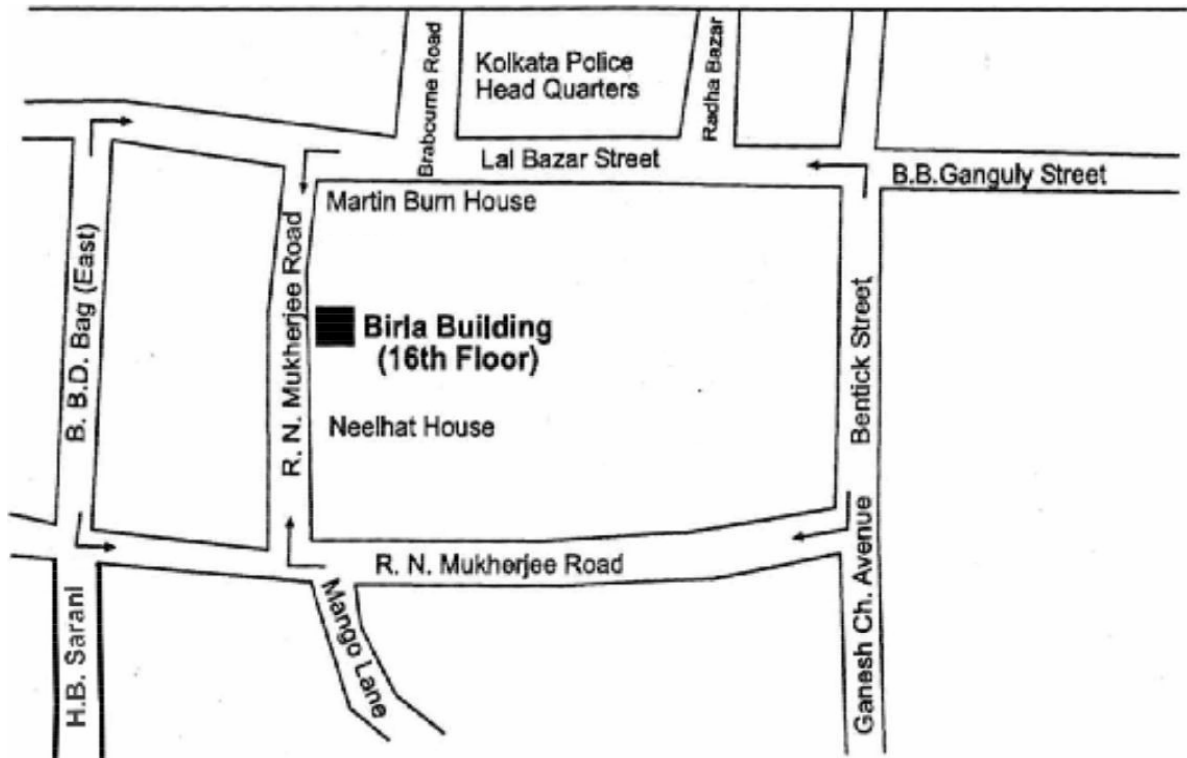 Brabourne Road
Kolkata Police
Head Quarters
Radha Bazar
Lal Bazar Street
B.B.Ganguly Street
Martin Burn House
B. B.D. Bag (East)
R. N. Mukherjee Road
Birla Building
(16th Floor)
Bentick Street
Neelhat House
R. N. Mukherjee Road
H.B. Sarani
Mango Lane
Ganesh Ch. Avenue